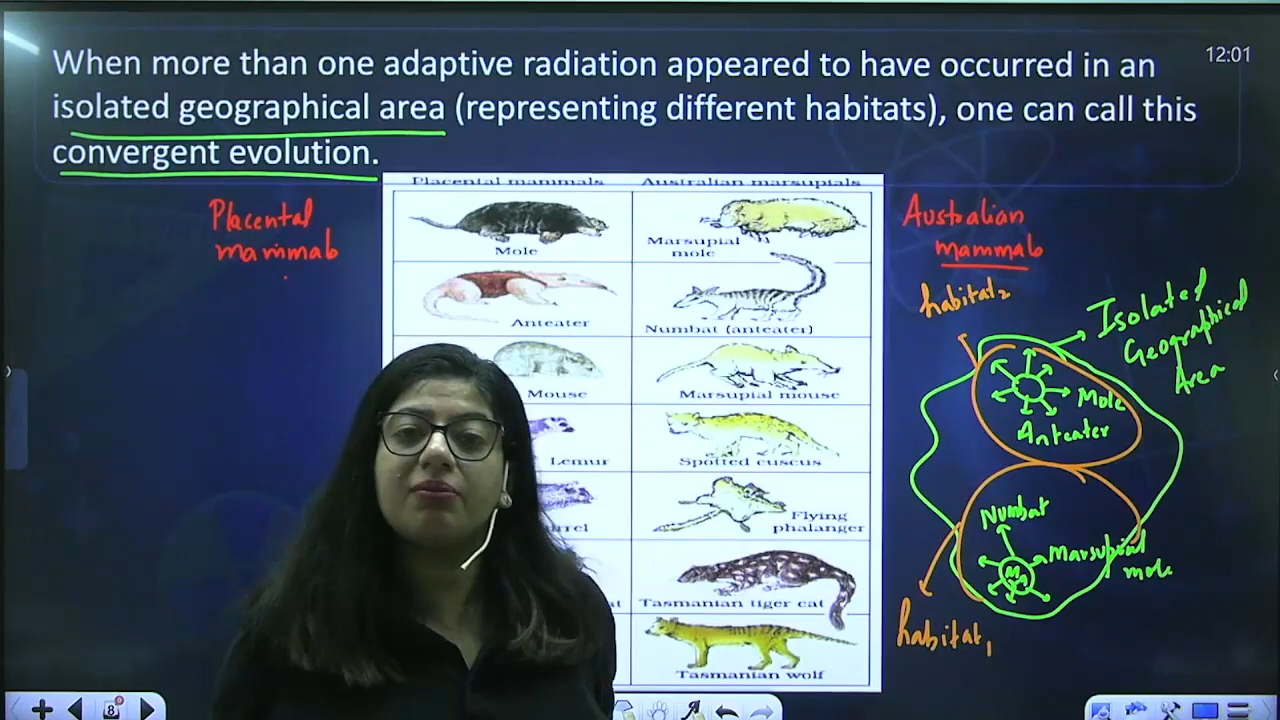 12:01
When more than one adaptive radiation appeared to have occurred in an
isolated geographical area (representing different habitats), one can call this
convergent evolution.
Placental mammals
Australian marsupials
Placental
mammals
Australian
mammals
Mole
Marsupial
mole
Anteater
Numbat (anteater)
Mouse
Marsupial mouse
Lemur
Spotted cuscus
Flying
phalanger
Tasmanian tiger cat
Tasmanian wolf
habitat2
Isolated
Geographical
Area
Mole
Anteater
Numbat
Marsupial
mole
M
habitat1
8